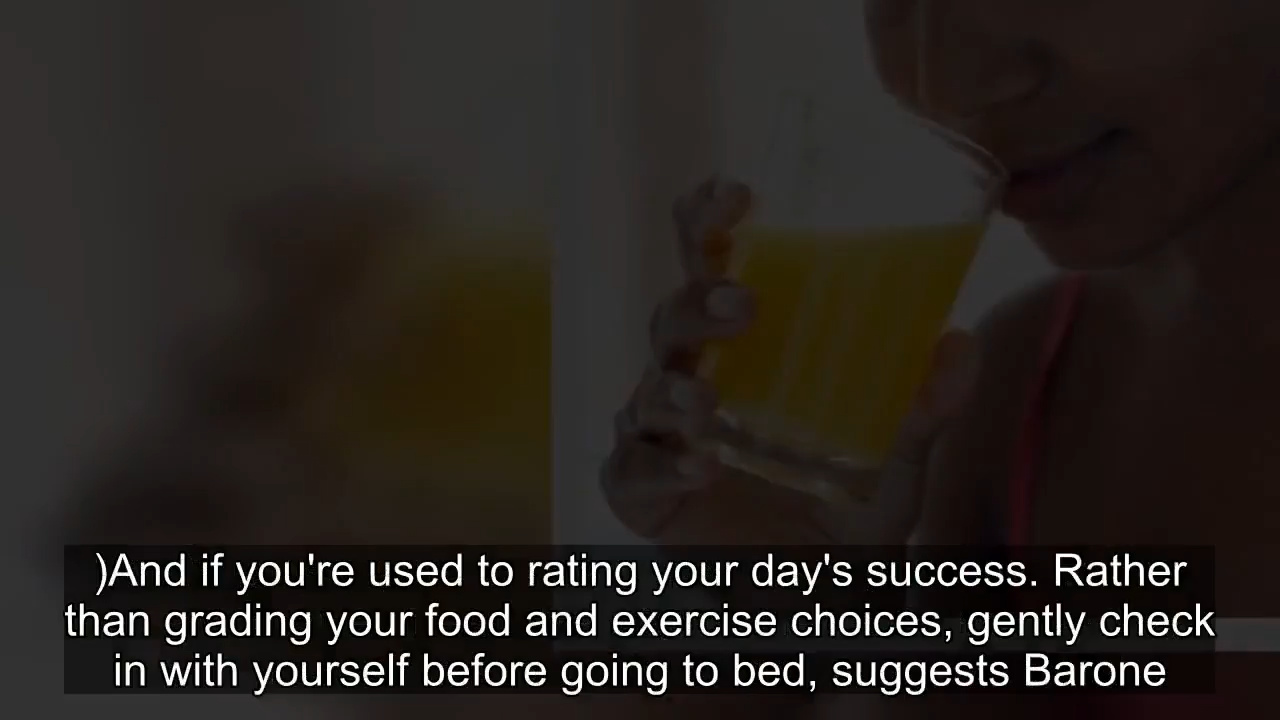 )And if you're used to rating your day's success. Rather
than grading your food and exercise choices, gently check
in with yourself before going to bed, suggests Barone